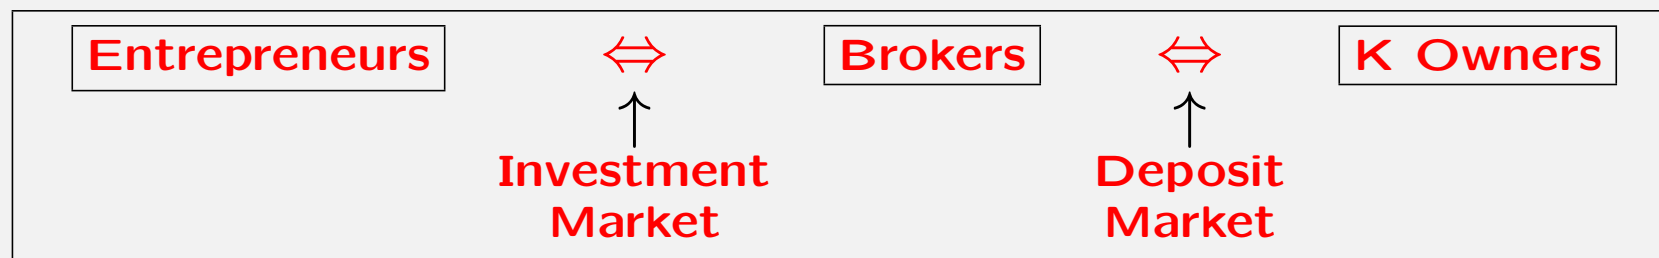 Entrepreneurs ⇔ Brokers ⇔ K Owners
Investment Deposit
Market Market